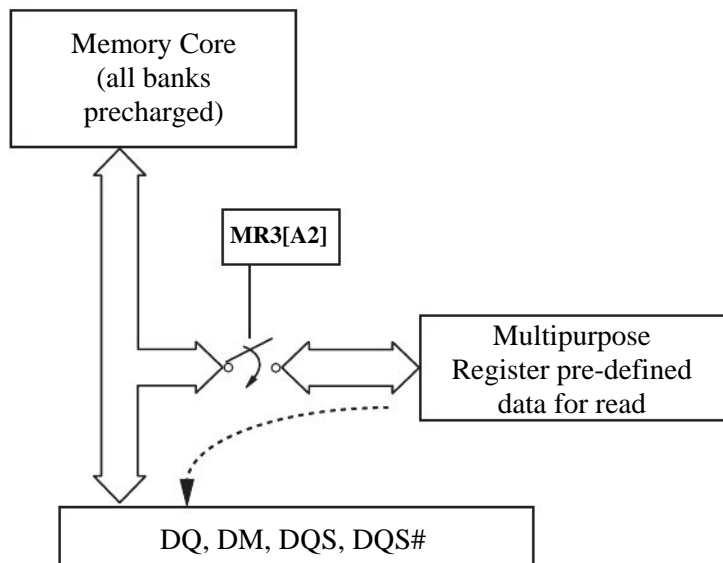 Memory Core
(all banks
precharged)
MR3[A2]
Multipurpose
Register pre-defined
data for read
DQ, DM, DQS, DQS#